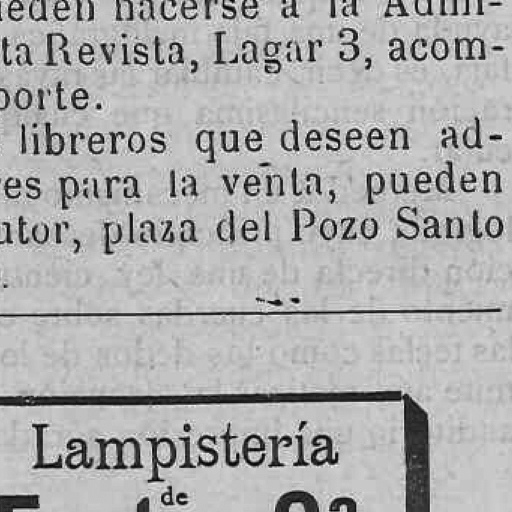 ueden hacerse á la Admi-
ta Revista, Lagar 3, acom-
porte.
libreros que deseen ad-
es para la venta, pueden
utor, plaza del Pozo Santo
Lampistería
de